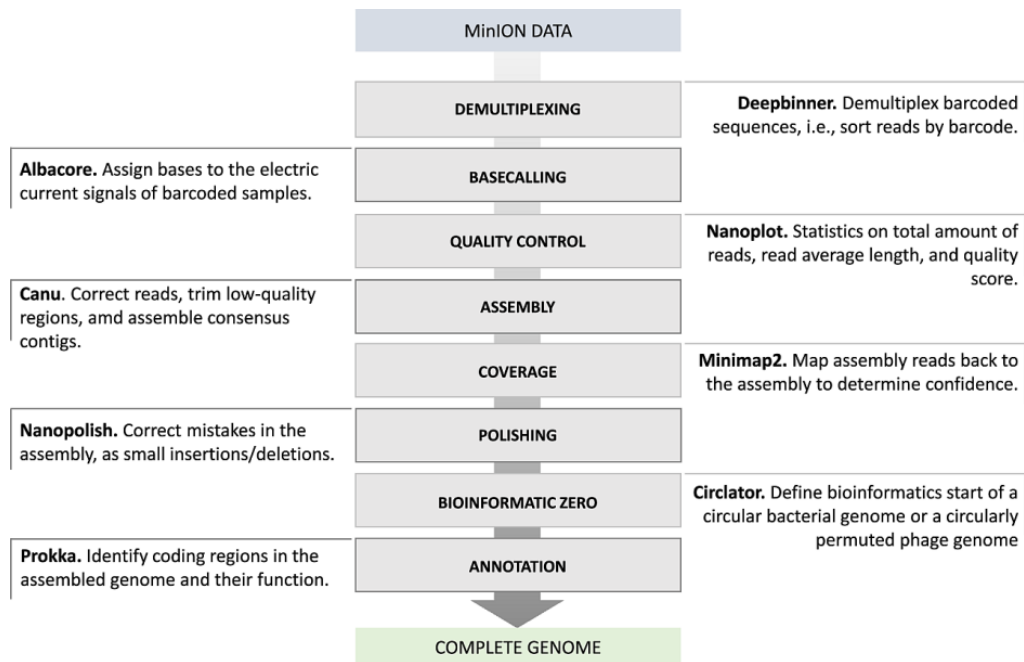 MinION DATA
DEMULTIPLEXING
Deepbinner. Demultiplex barcoded
sequences, i.e., sort reads by barcode.
Albacore. Assign bases to the electric
current signals of barcoded samples.
BASECALLING
QUALITY CONTROL
Nanoplot. Statistics on total amount of
reads, read average length, and quality
score.
Canu. Correct reads, trim low-quality
regions, amd assemble consensus
contigs.
ASSEMBLY
COVERAGE
Minimap2. Map assembly reads back to
the assembly to determine confidence.
Nanopolish. Correct mistakes in the
assembly, as small insertions/deletions.
POLISHING
BIOINFORMATIC ZERO
Circlator. Define bioinformatics start of a
circular bacterial genome or a circularly
permuted phage genome
Prokka. Identify coding regions in the
assembled genome and their function.
ANNOTATION
COMPLETE GENOME